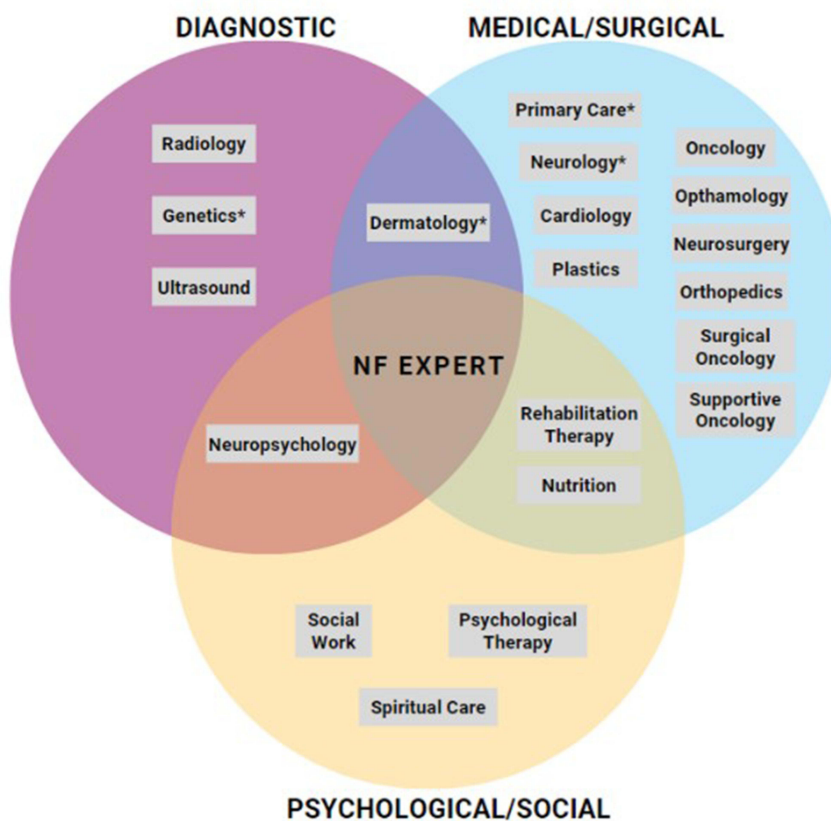 DIAGNOSTIC
MEDICAL/SURGICAL
Radiology
Genetics*
Ultrasound
Dermatology*
Primary Care*
Neurology*
Cardiology
Plastics
Oncology
Opthamology
Neurosurgery
Orthopedics
Surgical
Oncology
Supportive
Oncology
NF EXPERT
Neuropsychology
Rehabilitation
Therapy
Nutrition
Social
Work
Psychological
Therapy
Spiritual Care
PSYCHOLOGICAL/SOCIAL